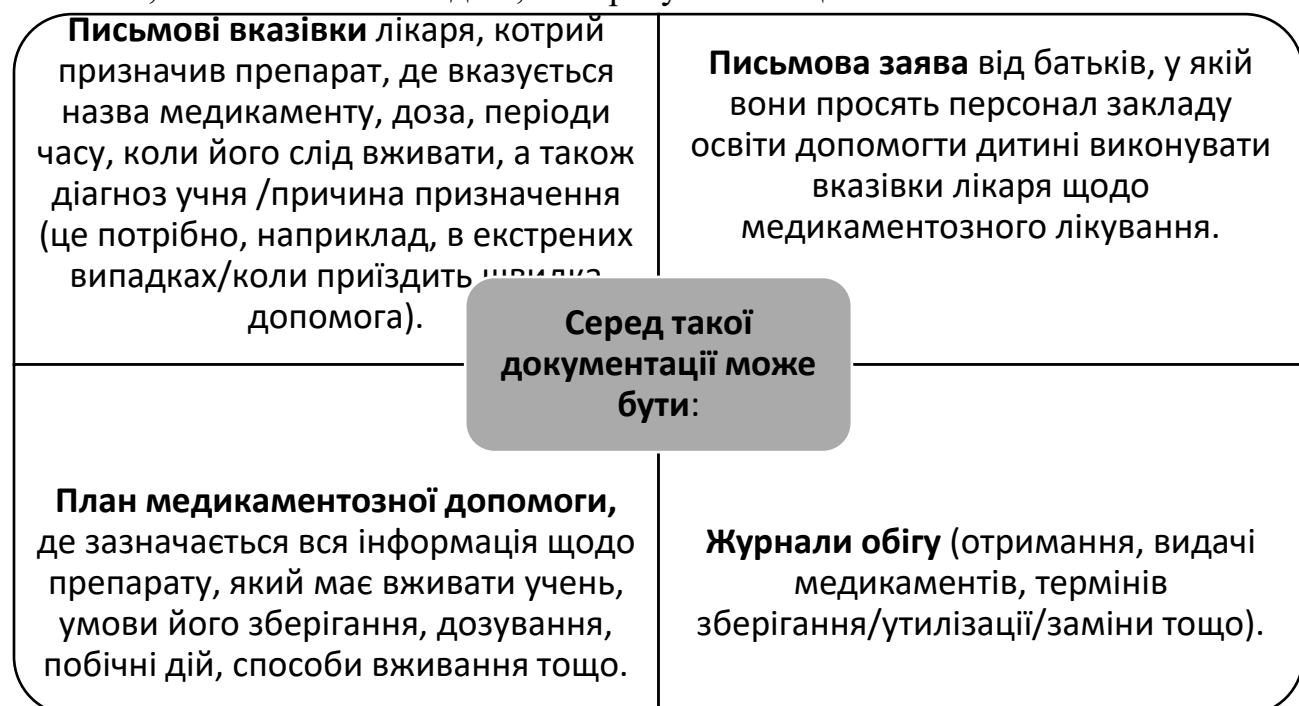 Письмові вказівки лікаря, котрий
призначив препарат, де вказується
назва медикаменту, доза, періоди
часу, коли його слід вживати, а також
діагноз учня /причина призначення
(це потрібно, наприклад, в екстрених
випадках/коли приїздить швидка
допомога).
Письмова заява від батьків, у якій
вони просять персонал закладу
освіти допомогти дитині виконувати
вказівки лікаря щодо
медикаментозного лікування.
Серед такої
документації може
бути:
План медикаментозної допомоги,
де зазначається вся інформація щодо
препарату, який має вживати учень,
умови його зберігання, дозування,
побічні дій, способи вживання тощо.
Журнали обігу (отримання, видачі
медикаментів, термінів
зберігання/утилізації/заміни тощо).